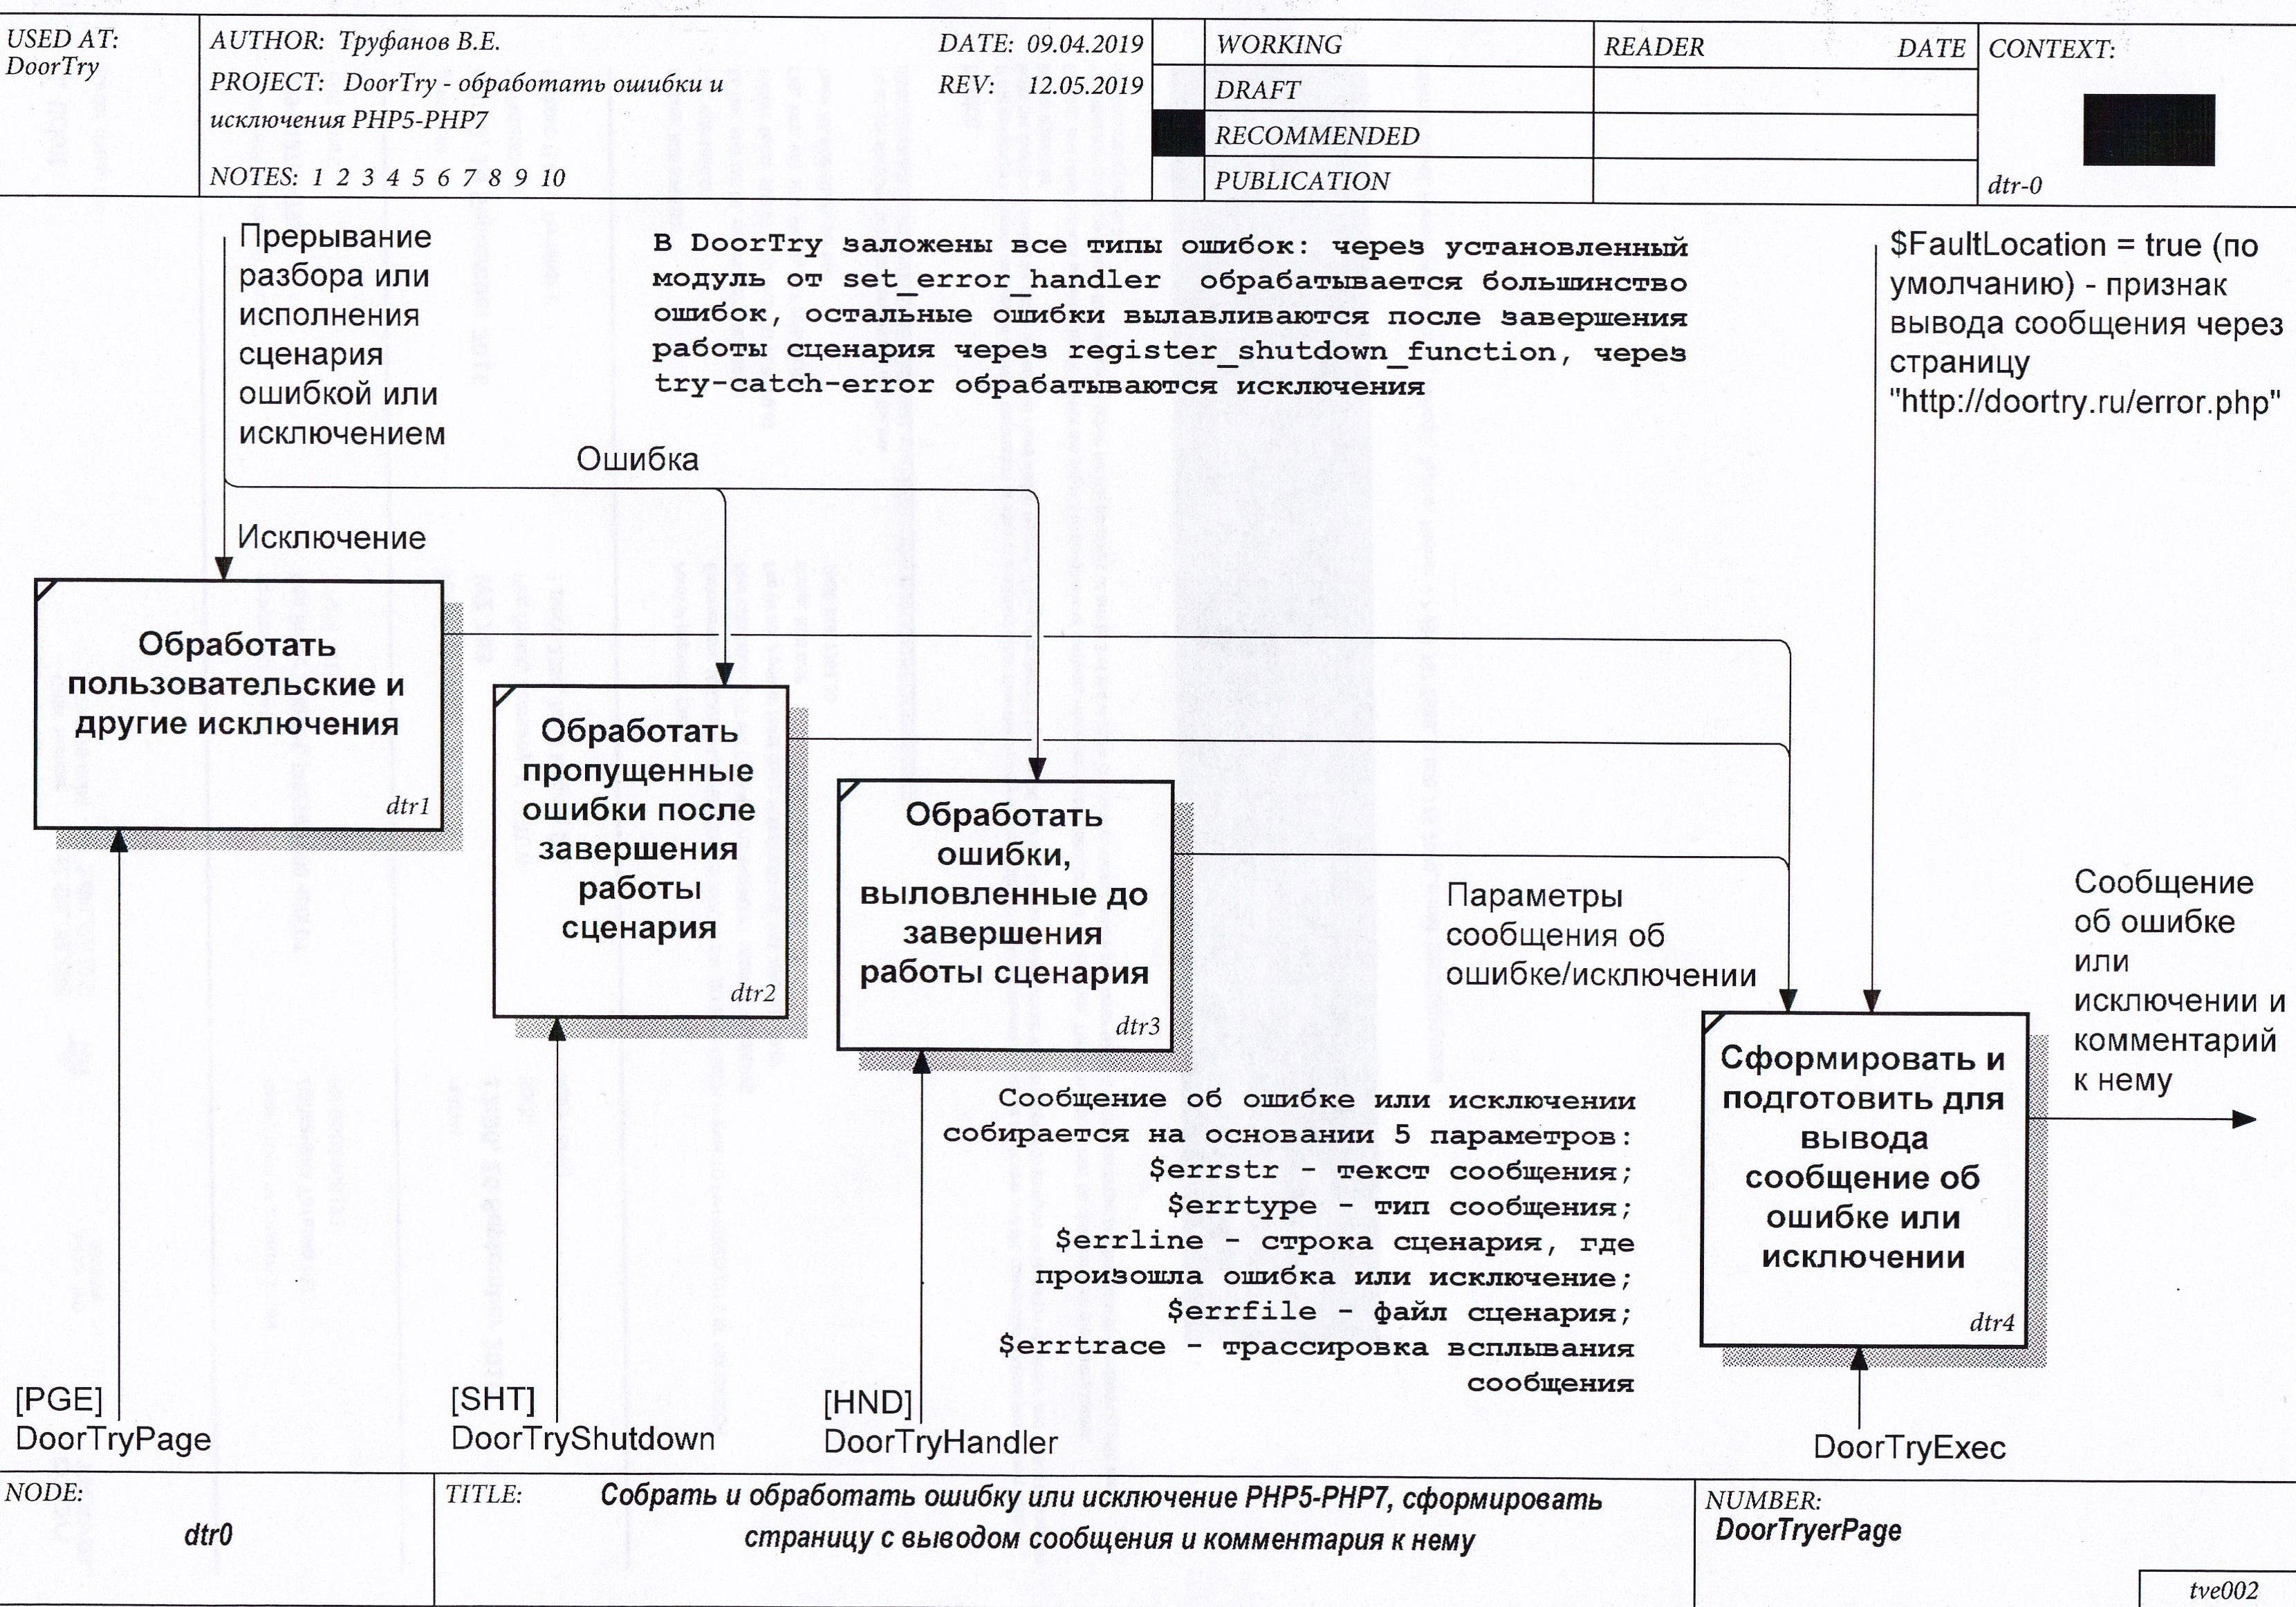 USED AT:
DoorTry
AUTHOR: Труфанов В.Е.
DATE: 09.04.2019
PROJECT: DoorTry - обработать ошибки и
исключения PHP5-PHP7
REV: 12.05.2019
NOTES: 1 2 3 4 5 6 7 8 9 10
WORKING
DRAFT
RECOMMENDED
PUBLICATION
READER DATE
CONTEXT:
dtr-0
Прерывание
разбора или
исполнения
сценария
ошибкой или
исключением
В DoorTry заложены все типы ошибок: через установленный
модуль от set_error_handler обрабатывается большинство
ошибок, остальные ошибки вылавливаются после завершения
работы сценария через register_shutdown_function, через
try-catch-error обрабатываются исключения
$FaultLocation = true (по
умолчанию) - признак
вывода сообщения через
страницу
"http://doortry.ru/error.php"
Ошибка
Исключение
Обработать
пользовательские и
другие исключения
dtr1
Обработать
пропущенные
ошибки после
завершения
работы
сценария
dtr2
Обработать
ошибки,
выловленные до
завершения
работы сценария
dtr3
Параметры
сообщения об
ошибке/исключении
Сообщение
об ошибке
или
исключении и
комментарий
к нему
Сформировать и
подготовить для
вывода
сообщение об
ошибке или
исключении
dtr4
Сообщение об ошибке или исключении
собирается на основании 5 параметров:
$errstr - текст сообщения;
$errtype - тип сообщения;
$errline - строка сценария, где
произошла ошибка или исключение;
$errfile - файл сценария;
$errtrace - трассировка всплывания
сообщения
[PGE]
DoorTryPage
[SHT]
DoorTryShutdown
[HND]
DoorTryHandler
DoorTryExec
NODE:
dtr0
TITLE: Собрать и обработать ошибку или исключение PHP5-PHP7, сформировать
страницу с выводом сообщения и комментария к нему
NUMBER:
DoorTryerPage
tve002